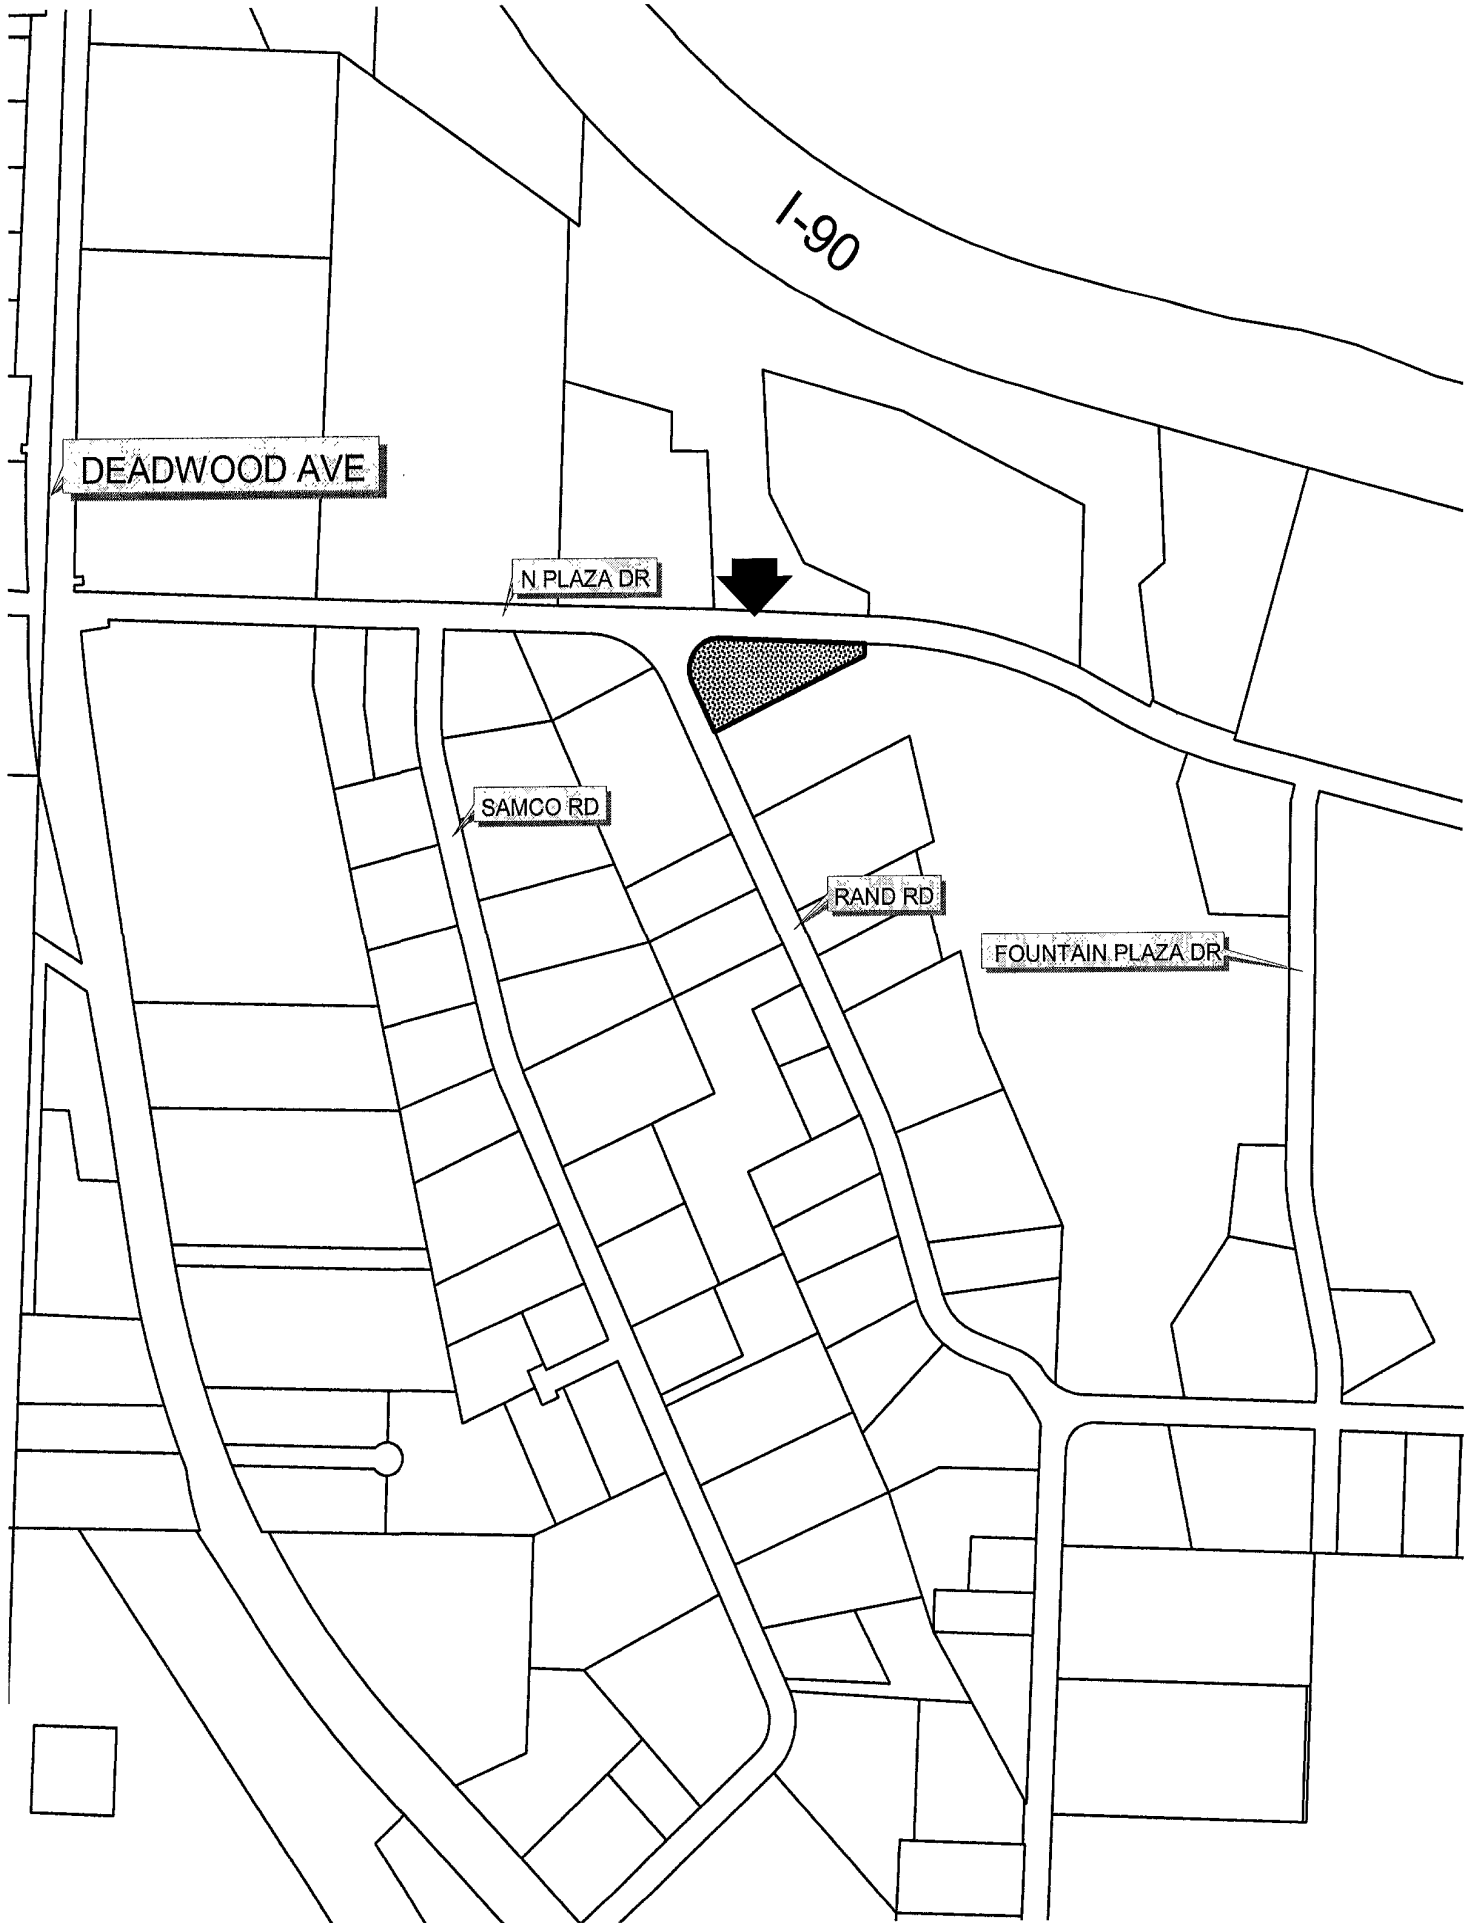 I-90
DEADWOOD AVE
N PLAZA DR
SAMCO RD
RAND RD
FOUNTAIN PLAZA DR